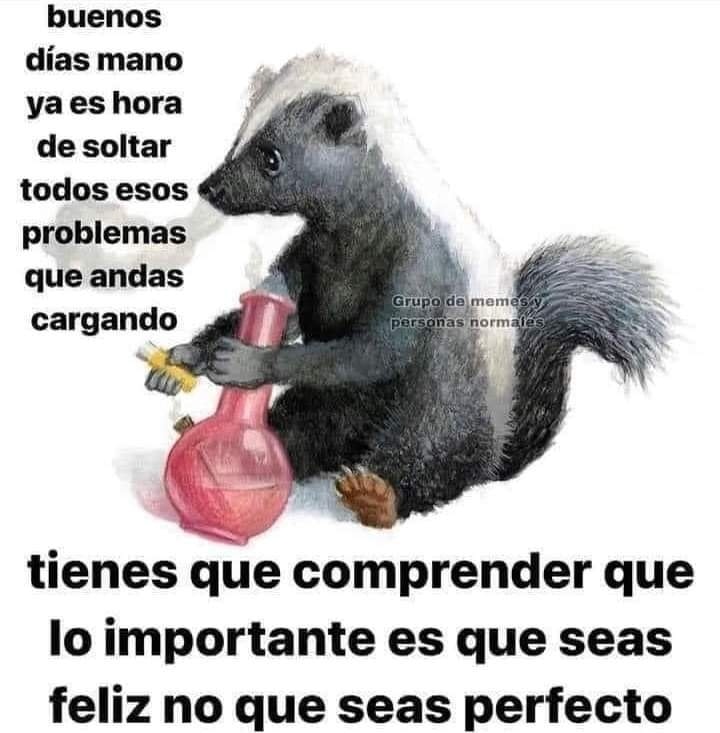 buenos
días mano
ya es hora
de soltar
todos esos
problemas
que andas
cargando
Grupo de memes y
personas normales
tienes que comprender que
lo importante es que seas
feliz no que seas perfecto